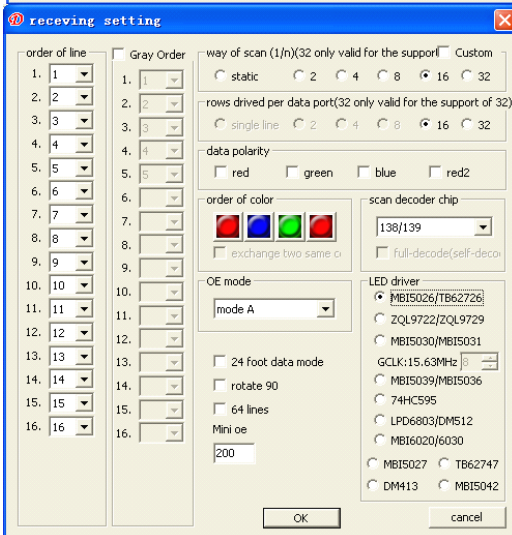 receving setting
order of line
1. 1
2. 2
3. 3
4. 4
5. 5
6. 6
7. 7
8. 8
9. 9
10. 10
11. 11
12. 12
13. 13
14. 14
15. 15
16. 16
Gray Order
1. 1
2. 2
3. 3
4. 4
5. 5
6.
7.
8.
9.
10.
11.
12.
13.
14.
15.
16.
way of scan (1/n)(32 only valid for the support Custom
static 2 4 8 16 32
rows drived per data port(32 only valid for the support of 32)
single line 2 4 8 16 32
data polarity
red green blue red2
order of color
exchange two same c
scan decoder chip
138/139
full-decode(self-deco
OE mode
mode A
24 foot data mode
rotate 90
64 lines
Mini oe
200
LED driver
MBI5026/TB62726
ZQL9722/ZQL9729
MBI5030/MBI5031
GCLK:15.63MHz 8
MBI5039/MBI5036
74HC595
LPD6803/DM512
MBI6020/6030
MBI5027 TB62747
DM413 MBI5042
OK cancel